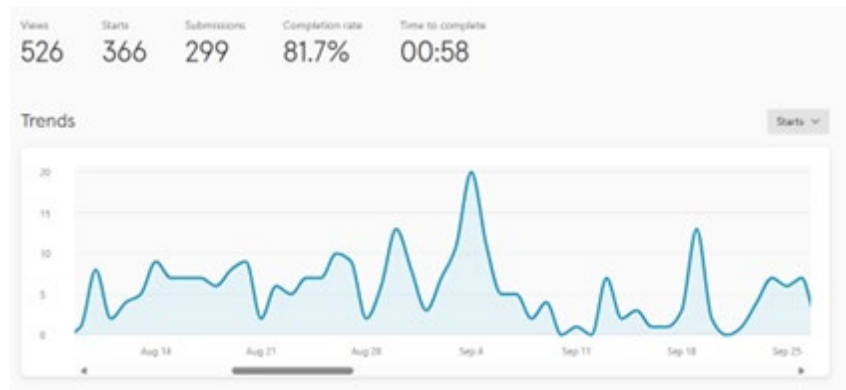 Views Starts Submissions Completion rate Time to complete
526 366 299 81.7% 00:58
Trends
Starts
20
15
10
5
0
Aug 14 Aug 21 Aug 28 Sep 4 Sep 11 Sep 18 Sep 25